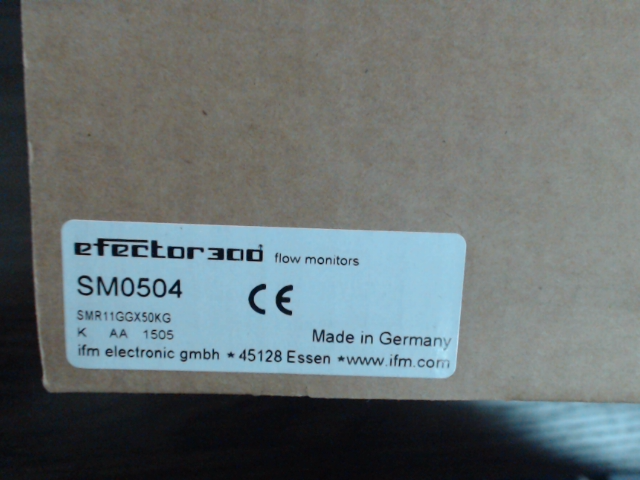 efector300 flow monitors
SM0504 CE
SMR11GGX50KG
K AA 1505 Made in Germany
ifm electronic gmbh * 45128 Essen *www.ifm.com